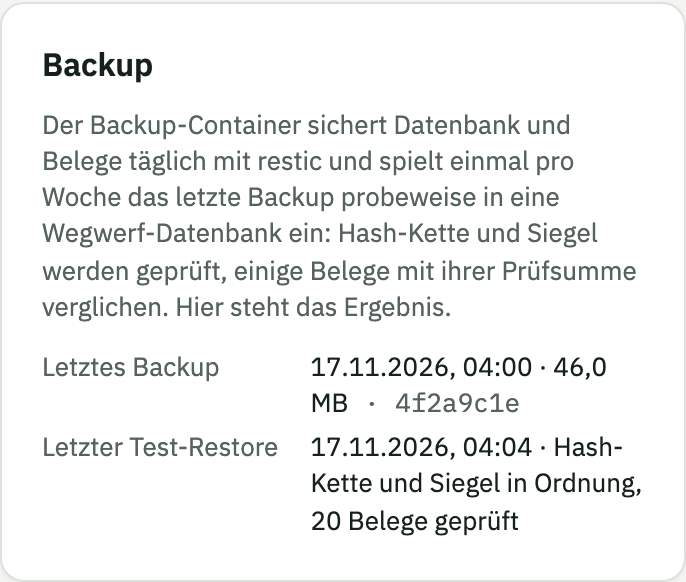 Backup
Der Backup-Container sichert Datenbank und
Belege täglich mit restic und spielt einmal pro
Woche das letzte Backup probeweise in eine
Wegwerf-Datenbank ein: Hash-Kette und Siegel
werden geprüft, einige Belege mit ihrer Prüfsumme
verglichen. Hier steht das Ergebnis.
Letztes Backup 17.11.2026, 04:00 · 46,0
MB · 4f2a9c1e
Letzter Test-Restore 17.11.2026, 04:04 · Hash-
Kette und Siegel in Ordnung,
20 Belege geprüft